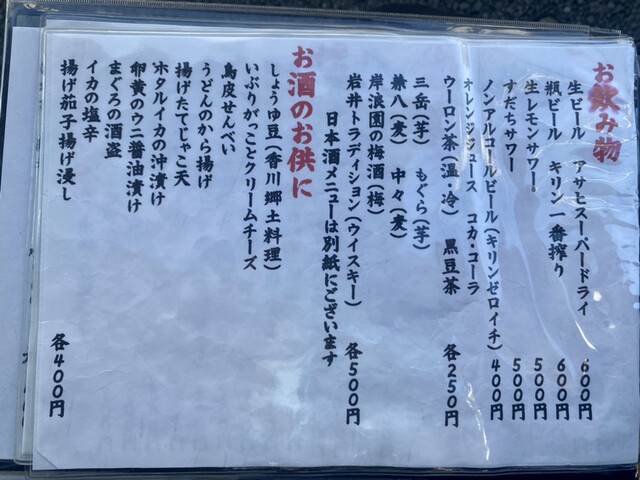 お飲み物
生ビール アサヒスーパードライ 600円
瓶ビール キリン一番搾り 600円
生レモンサワー 500円
すだちサワー 500円
ノンアルコールビール(キリンゼロイチ) 400円
オレンジジュース コカ・コーラ
ウーロン茶(温・冷) 黒豆茶 各250円
三岳(芋) もぐら(芋)
兼八(麦) 中々(麦)
岸浪園の梅酒(梅)
岩井トラディション(ウイスキー) 各500円
日本酒メニューは別紙にございます
お酒のお供に
しょうゆ豆(香川郷土料理)
いぶりがっことクリームチーズ
鳥皮せんべい
うどんのから揚げ
揚げたてじゃこ天
ホタルイカの沖漬け
卵黄のウニ醤油漬け
まぐろの酒盗
イカの塩辛
揚げ茄子揚げ浸し 各400円